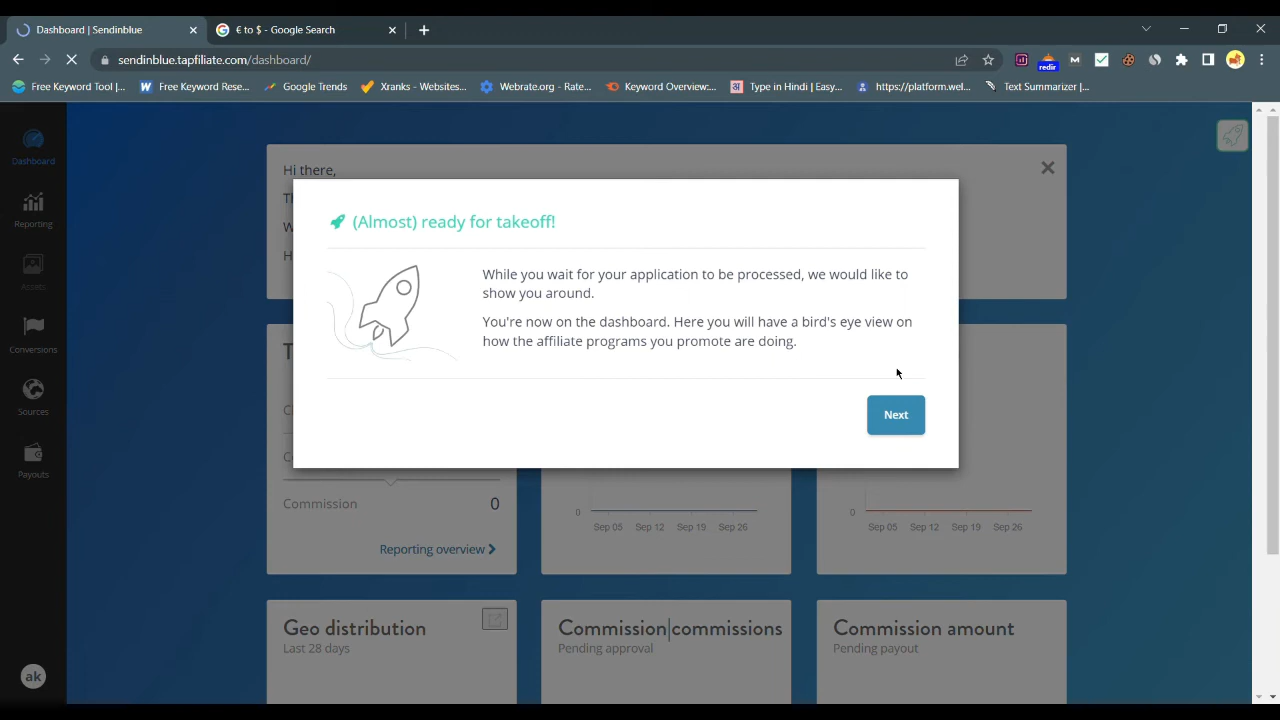 Dashboard | Sendinblue
€ to $ - Google Search
sendinblue.tapfiliate.com/dashboard/
redir
Free Keyword Tool |...
Free Keyword Rese...
Google Trends
Xranks - Websites...
Webrate.org - Rate...
Keyword Overview:...
Type in Hindi | Easy...
https://platform.wel...
Text Summarizer |...
Dashboard
Reporting
Assets
Conversions
Sources
Payouts
ak
Hi there,
(Almost) ready for takeoff!
While you wait for your application to be processed, we would like to
show you around.
You're now on the dashboard. Here you will have a bird's eye view on
how the affiliate programs you promote are doing.
Next
Commission 0
Reporting overview
0
Sep 05 Sep 12 Sep 19 Sep 26
0
Sep 05 Sep 12 Sep 19 Sep 26
Geo distribution
Last 28 days
Commission|commissions
Pending approval
Commission amount
Pending payout